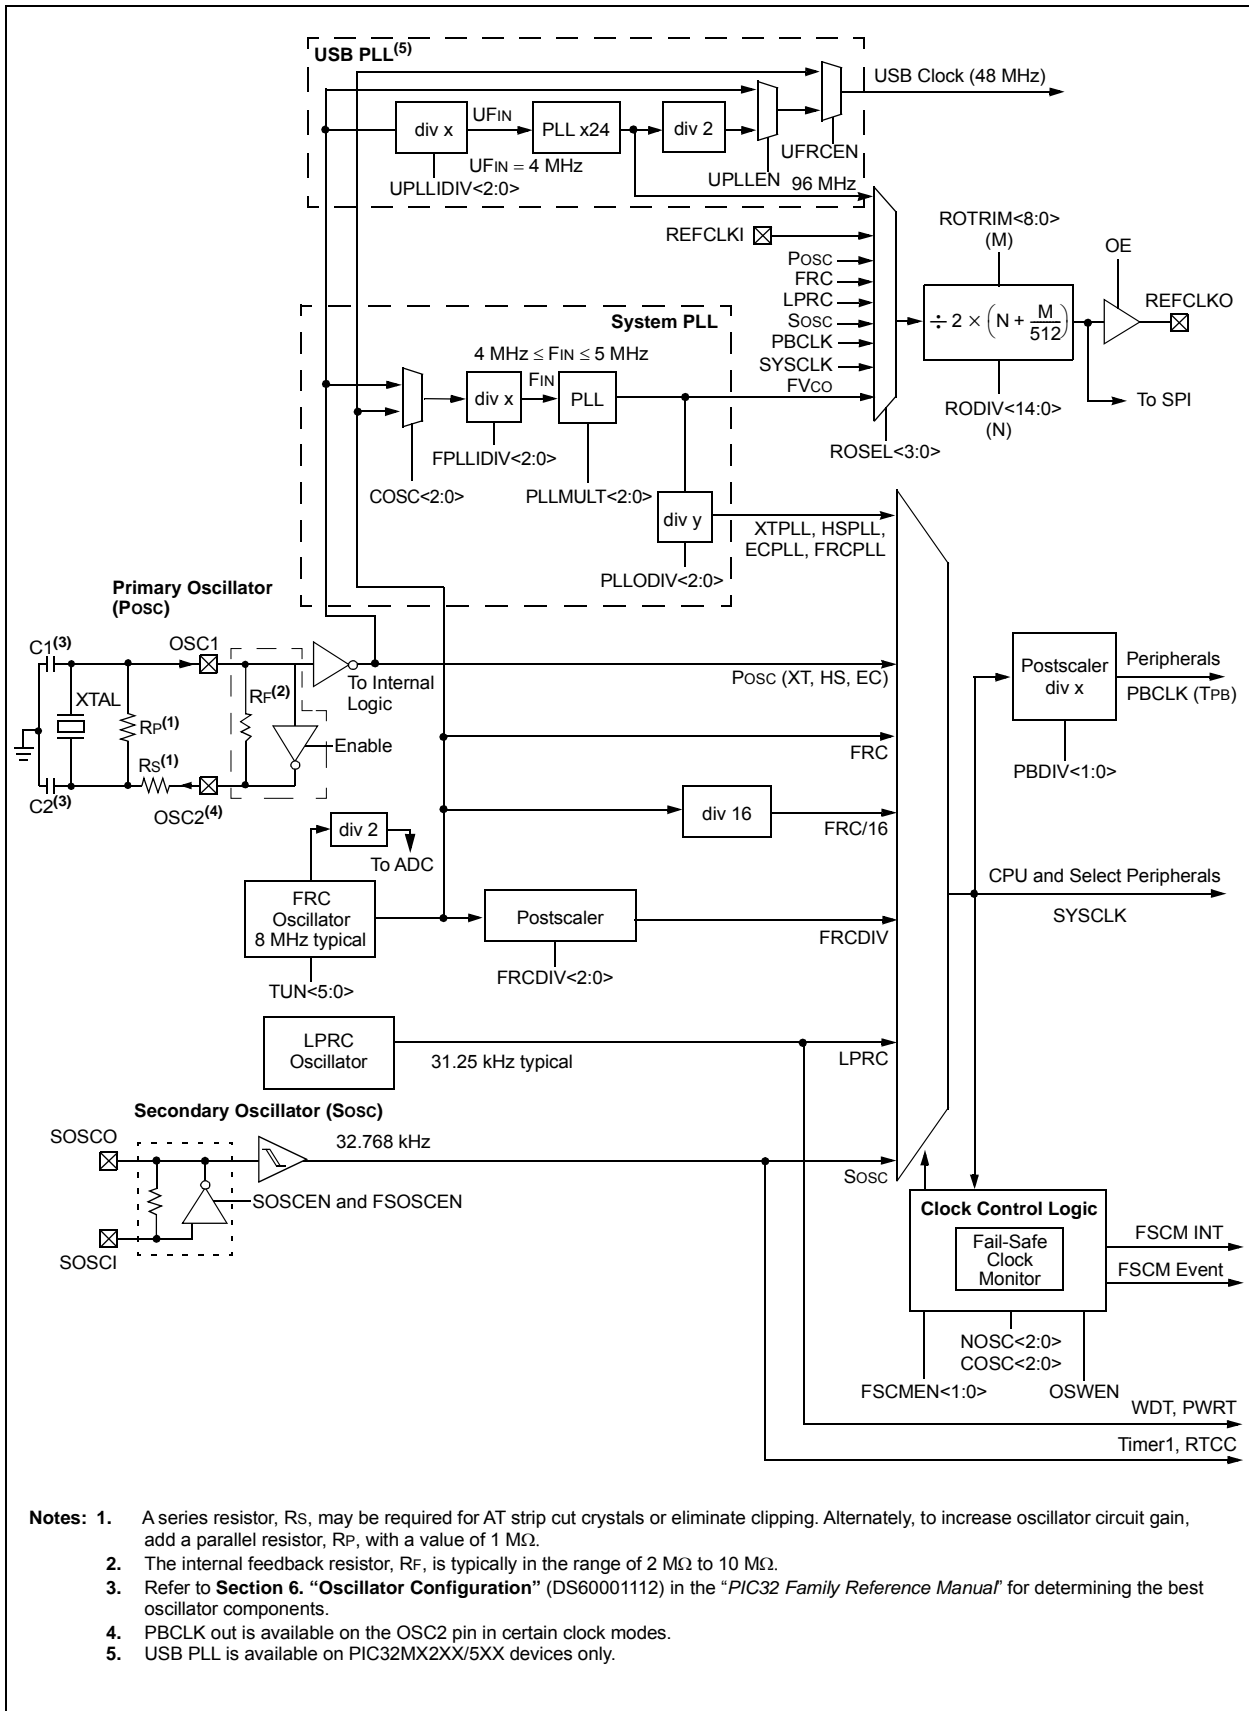 USB PLL(5)
USB Clock (48 MHz)
UFIN
div x
PLL x24
div 2
UFRCEN
UFIN = 4 MHz
UPLLEN
UPLLIDIV<2:0>
96 MHz
REFCLKI
ROTRIM<8:0>
(M)
OE
POSC
FRC
LPRC
SOSC
PBCLK
SYSCLK
FVCO
÷ 2 × (N + M/512)
REFCLKO
To SPI
RODIV<14:0>
(N)
ROSEL<3:0>
System PLL
4 MHz ≤ FIN ≤ 5 MHz
FIN
div x
PLL
FPLLIDIV<2:0>
COSC<2:0>
PLLMULT<2:0>
div y
XTPLL, HSPLL,
ECPLL, FRCPLL
PLLODIV<2:0>
Primary Oscillator
(POSC)
C1(3)
OSC1
XTAL
RP(1)
RF(2)
To Internal
Logic
POSC (XT, HS, EC)
Enable
RS(1)
C2(3)
OSC2(4)
FRC
Postscaler
div x
Peripherals
PBCLK (TPB)
PBDIV<1:0>
div 16
FRC/16
div 2
To ADC
FRC
Oscillator
8 MHz typical
TUN<5:0>
Postscaler
FRCDIV
FRCDIV<2:0>
CPU and Select Peripherals
SYSCLK
LPRC
Oscillator
31.25 kHz typical
LPRC
Secondary Oscillator (SOSC)
SOSCO
32.768 kHz
SOSC
SOSCEN and FSOSCEN
SOSCI
Clock Control Logic
Fail-Safe
Clock
Monitor
FSCM INT
FSCM Event
NOSC<2:0>
COSC<2:0>
FSCMEN<1:0>
OSWEN
WDT, PWRT
Timer1, RTCC
Notes: 1. A series resistor, RS, may be required for AT strip cut crystals or eliminate clipping. Alternately, to increase oscillator circuit gain,
add a parallel resistor, RP, with a value of 1 MΩ.
2. The internal feedback resistor, RF, is typically in the range of 2 MΩ to 10 MΩ.
3. Refer to Section 6. “Oscillator Configuration” (DS60001112) in the “PIC32 Family Reference Manual” for determining the best
oscillator components.
4. PBCLK out is available on the OSC2 pin in certain clock modes.
5. USB PLL is available on PIC32MX2XX/5XX devices only.